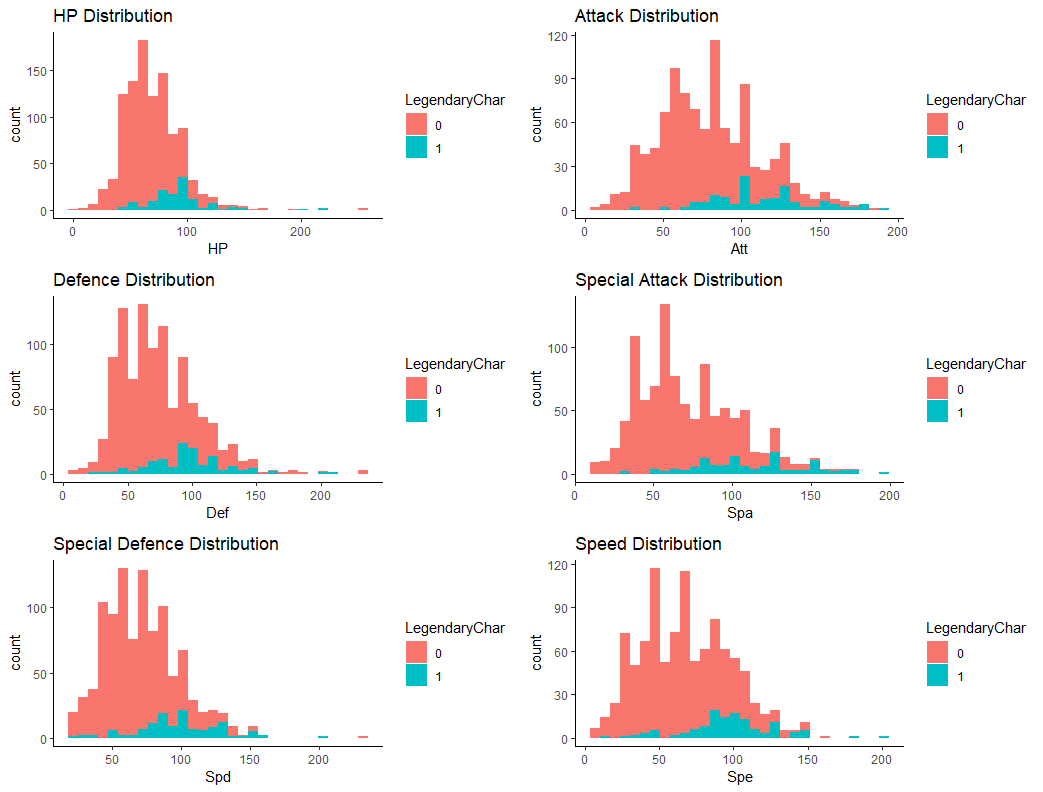 HP Distribution
count
150
100
50
0
0 100 200
HP
LegendaryChar
0
1
Attack Distribution
count
120
90
60
30
0
0 50 100 150 200
Att
LegendaryChar
0
1
Defence Distribution
count
100
50
0
0 50 100 150 200
Def
LegendaryChar
0
1
Special Attack Distribution
count
100
50
0
0 50 100 150 200
Spa
LegendaryChar
0
1
Special Defence Distribution
count
100
50
0
50 100 150 200
Spd
LegendaryChar
0
1
Speed Distribution
count
120
90
60
30
0
0 50 100 150 200
Spe
LegendaryChar
0
1